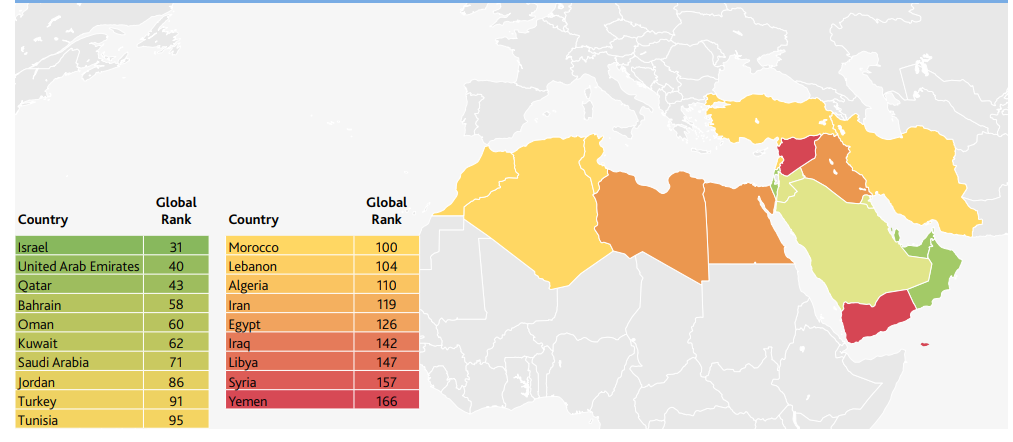 Country Global Rank
Israel 31
United Arab Emirates 40
Qatar 43
Bahrain 58
Oman 60
Kuwait 62
Saudi Arabia 71
Jordan 86
Turkey 91
Tunisia 95
Country Global Rank
Morocco 100
Lebanon 104
Algeria 110
Iran 119
Egypt 126
Iraq 142
Libya 147
Syria 157
Yemen 166